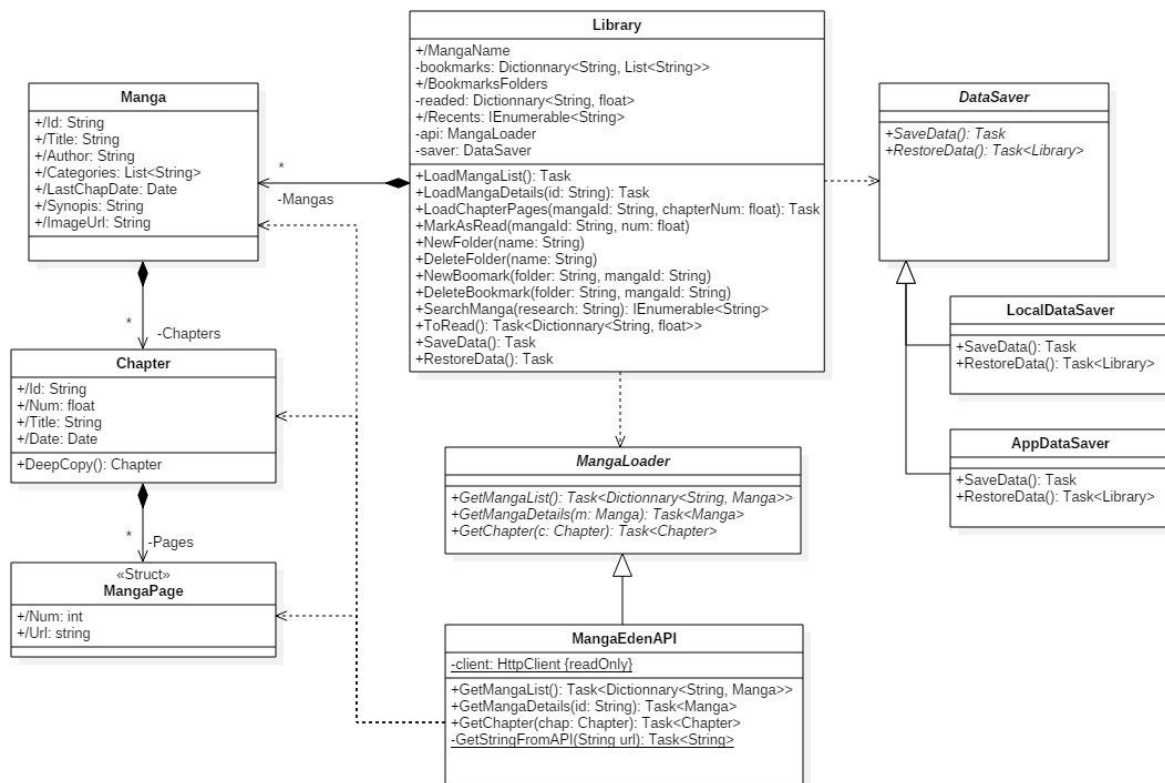 Library
+/MangaName
-bookmarks: Dictionnary<String, List<String>>
+/BookmarksFolders
-readed: Dictionnary<String, float>
+/Recents: IEnumerable<String>
-api: MangaLoader
-saver: DataSaver
+LoadMangaList(): Task
+LoadMangaDetails(id: String): Task
+LoadChapterPages(mangaId: String, chapterNum: float): Task
+MarkAsRead(mangaId: String, num: float)
+NewFolder(name: String)
+DeleteFolder(name: String)
+NewBoomark(folder: String, mangaId: String)
+DeleteBookmark(folder: String, mangaId: String)
+SearchManga(research: String): IEnumerable<String>
+ToRead(): Task<Dictionnary<String, float>>
+SaveData(): Task
+RestoreData(): Task
Manga
+/Id: String
+/Title: String
+/Author: String
+/Categories: List<String>
+/LastChapDate: Date
+/Synopis: String
+/ImageUrl: String
*
-Mangas
*
-Chapters
Chapter
+/Id: String
+/Num: float
+/Title: String
+/Date: Date
+DeepCopy(): Chapter
*
-Pages
«Struct»
MangaPage
+/Num: int
+/Url: string
DataSaver
+SaveData(): Task
+RestoreData(): Task<Library>
LocalDataSaver
+SaveData(): Task
+RestoreData(): Task<Library>
AppDataSaver
+SaveData(): Task
+RestoreData(): Task<Library>
MangaLoader
+GetMangaList(): Task<Dictionnary<String, Manga>>
+GetMangaDetails(m: Manga): Task<Manga>
+GetChapter(c: Chapter): Task<Chapter>
MangaEdenAPI
-client: HttpClient {readOnly}
+GetMangaList(): Task<Dictionnary<String, Manga>>
+GetMangaDetails(id: String): Task<Manga>
+GetChapter(chap: Chapter): Task<Chapter>
-GetStringFromAPI(String url): Task<String>